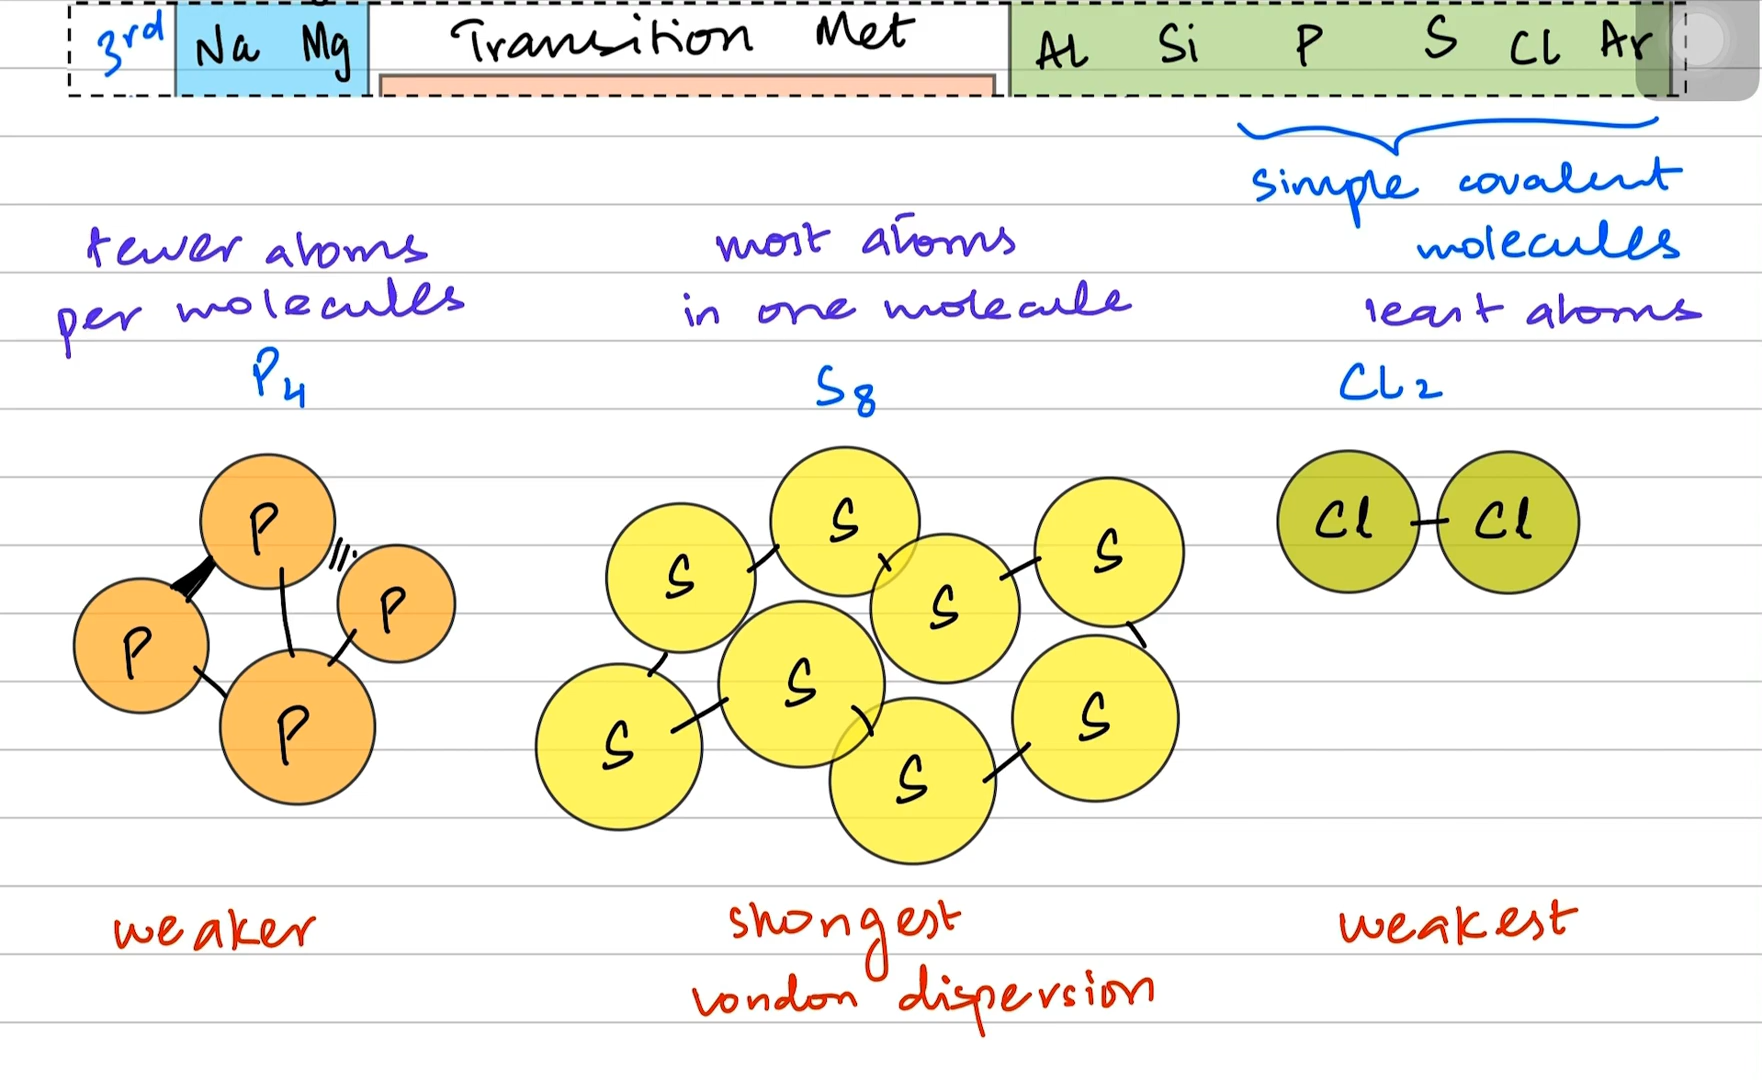 3rd Na Mg Transition Met Al Si P S Cl Ar
simple covalent
molecules
fewer atoms
per molecules
P4
most atoms
in one molecule
S8
least atoms
Cl2
P
P
P
P
S
S
S
S
S
S
S
S
Cl
Cl
weaker
strongest
london dispersion
weakest